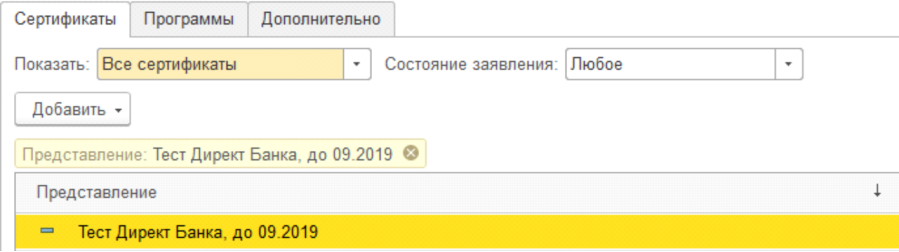 Сертификаты Программы Дополнительно
Показать: Все сертификаты Состояние заявления: Любое
Добавить
Представление: Тест Директ Банка, до 09.2019
Представление ↓
Тест Директ Банка, до 09.2019